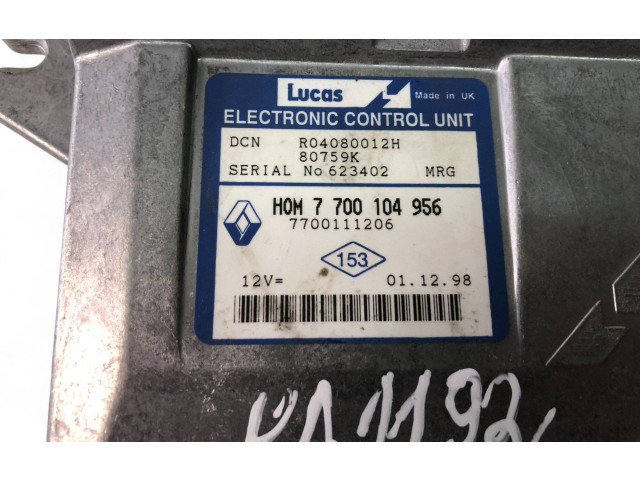 Lucas Made in UK
ELECTRONIC CONTROL UNIT
DCN R04080012H
80759K
SERIAL No 623402 MRG
HOM 7 700 104 956
7700111206
153
12V= 01.12.98